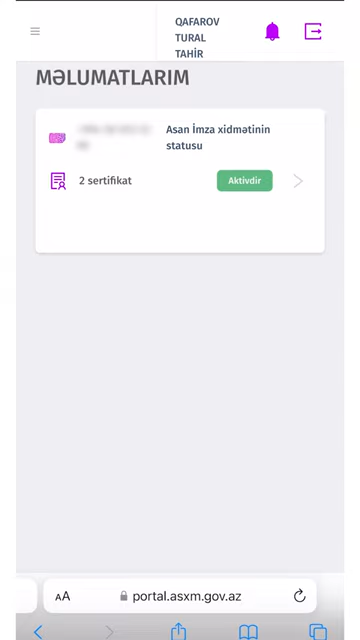 QAFAROV
TURAL
TAHİR
MƏLUMATLARIM
Asan İmza xidmətinin
statusu
2 sertifikat
Aktivdir
AA
portal.asxm.gov.az